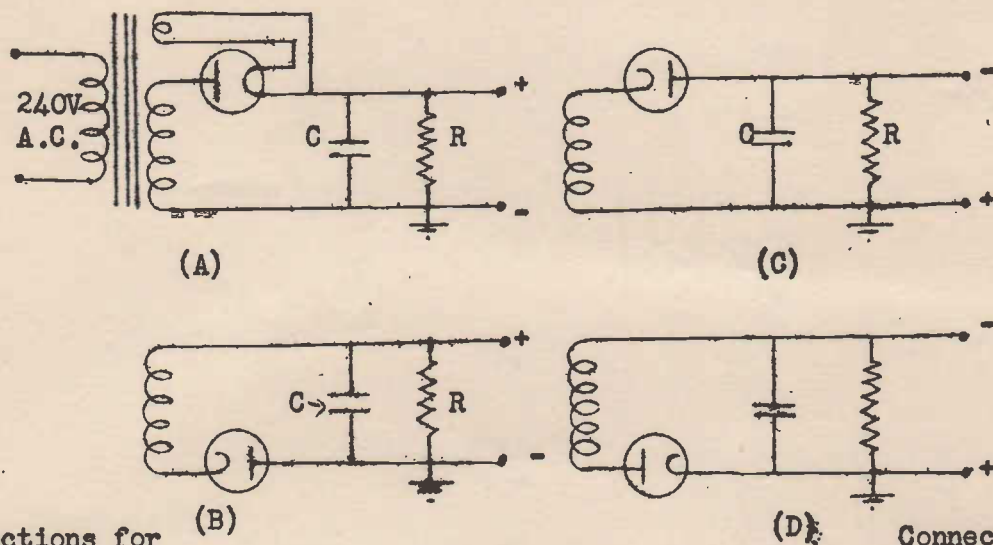 +
-
240V
A.C.
C
R
C
R
-
+
(A)
(C)
+
-
C
R
-
+
(B)
(D)
ctions for
Connec